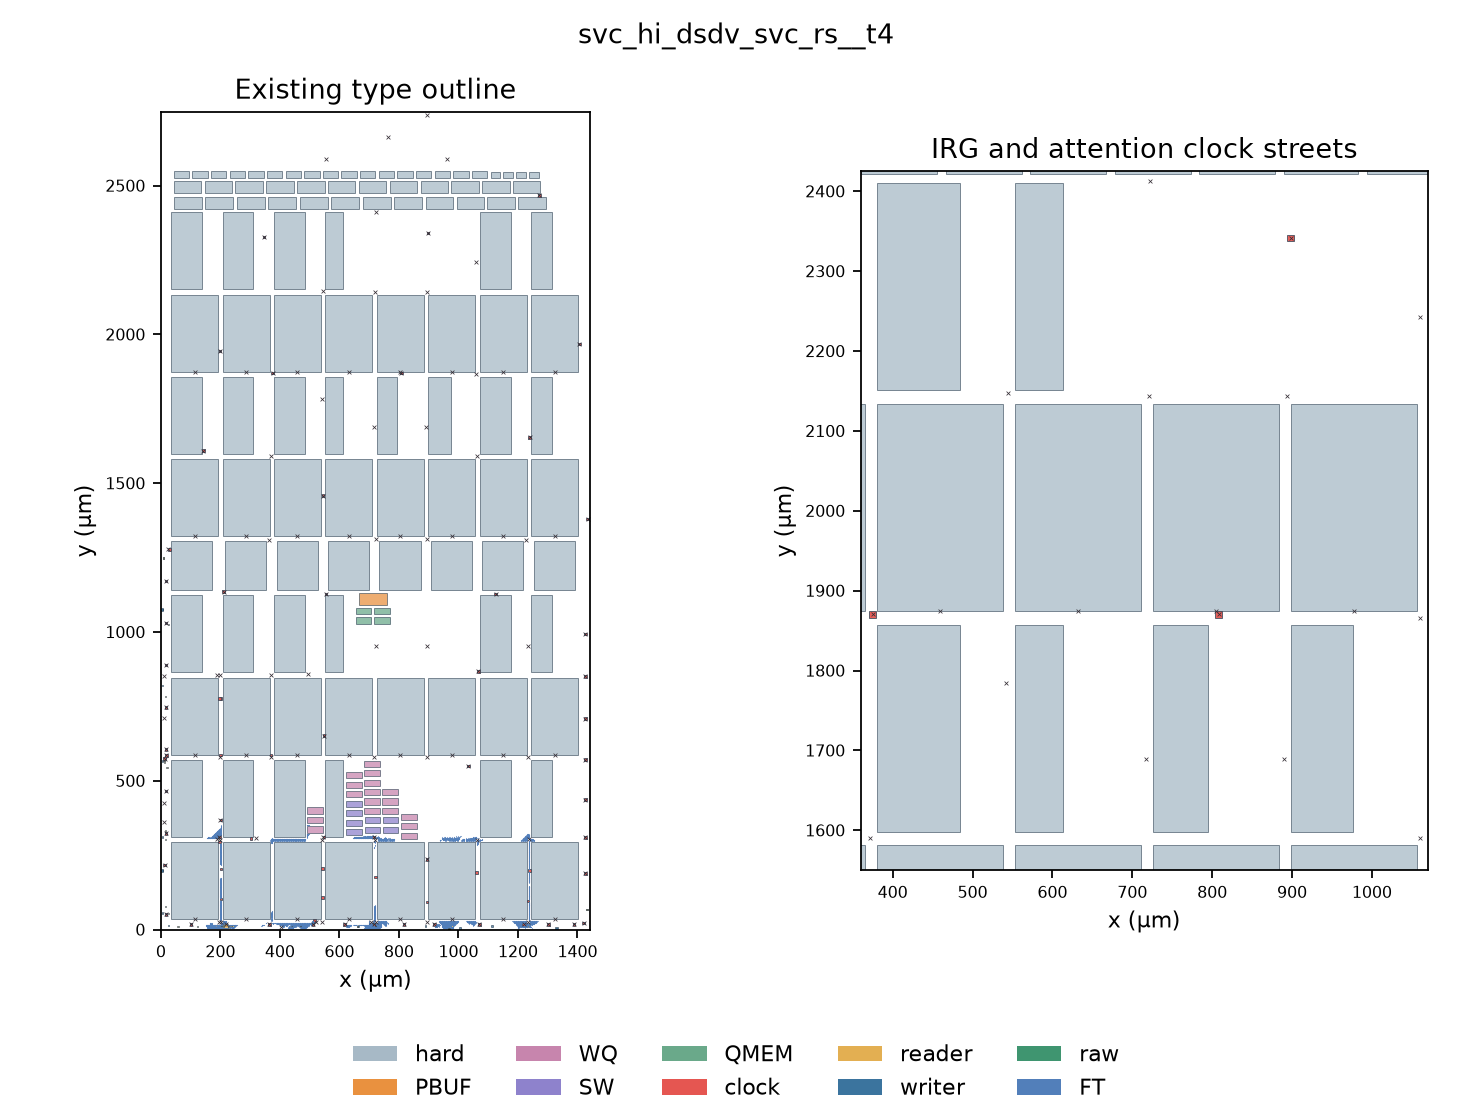 svc_hi_dsdv_svc_rs__t4
Existing type outline
IRG and attention clock streets
2500
2000
1500
1000
500
0
y (μm)
0 200 400 600 800 1000 1200 1400
x (μm)
2400
2300
2200
2100
2000
1900
1800
1700
1600
y (μm)
400 500 600 700 800 900 1000
x (μm)
hard WQ QMEM reader raw
PBUF SW clock writer FT